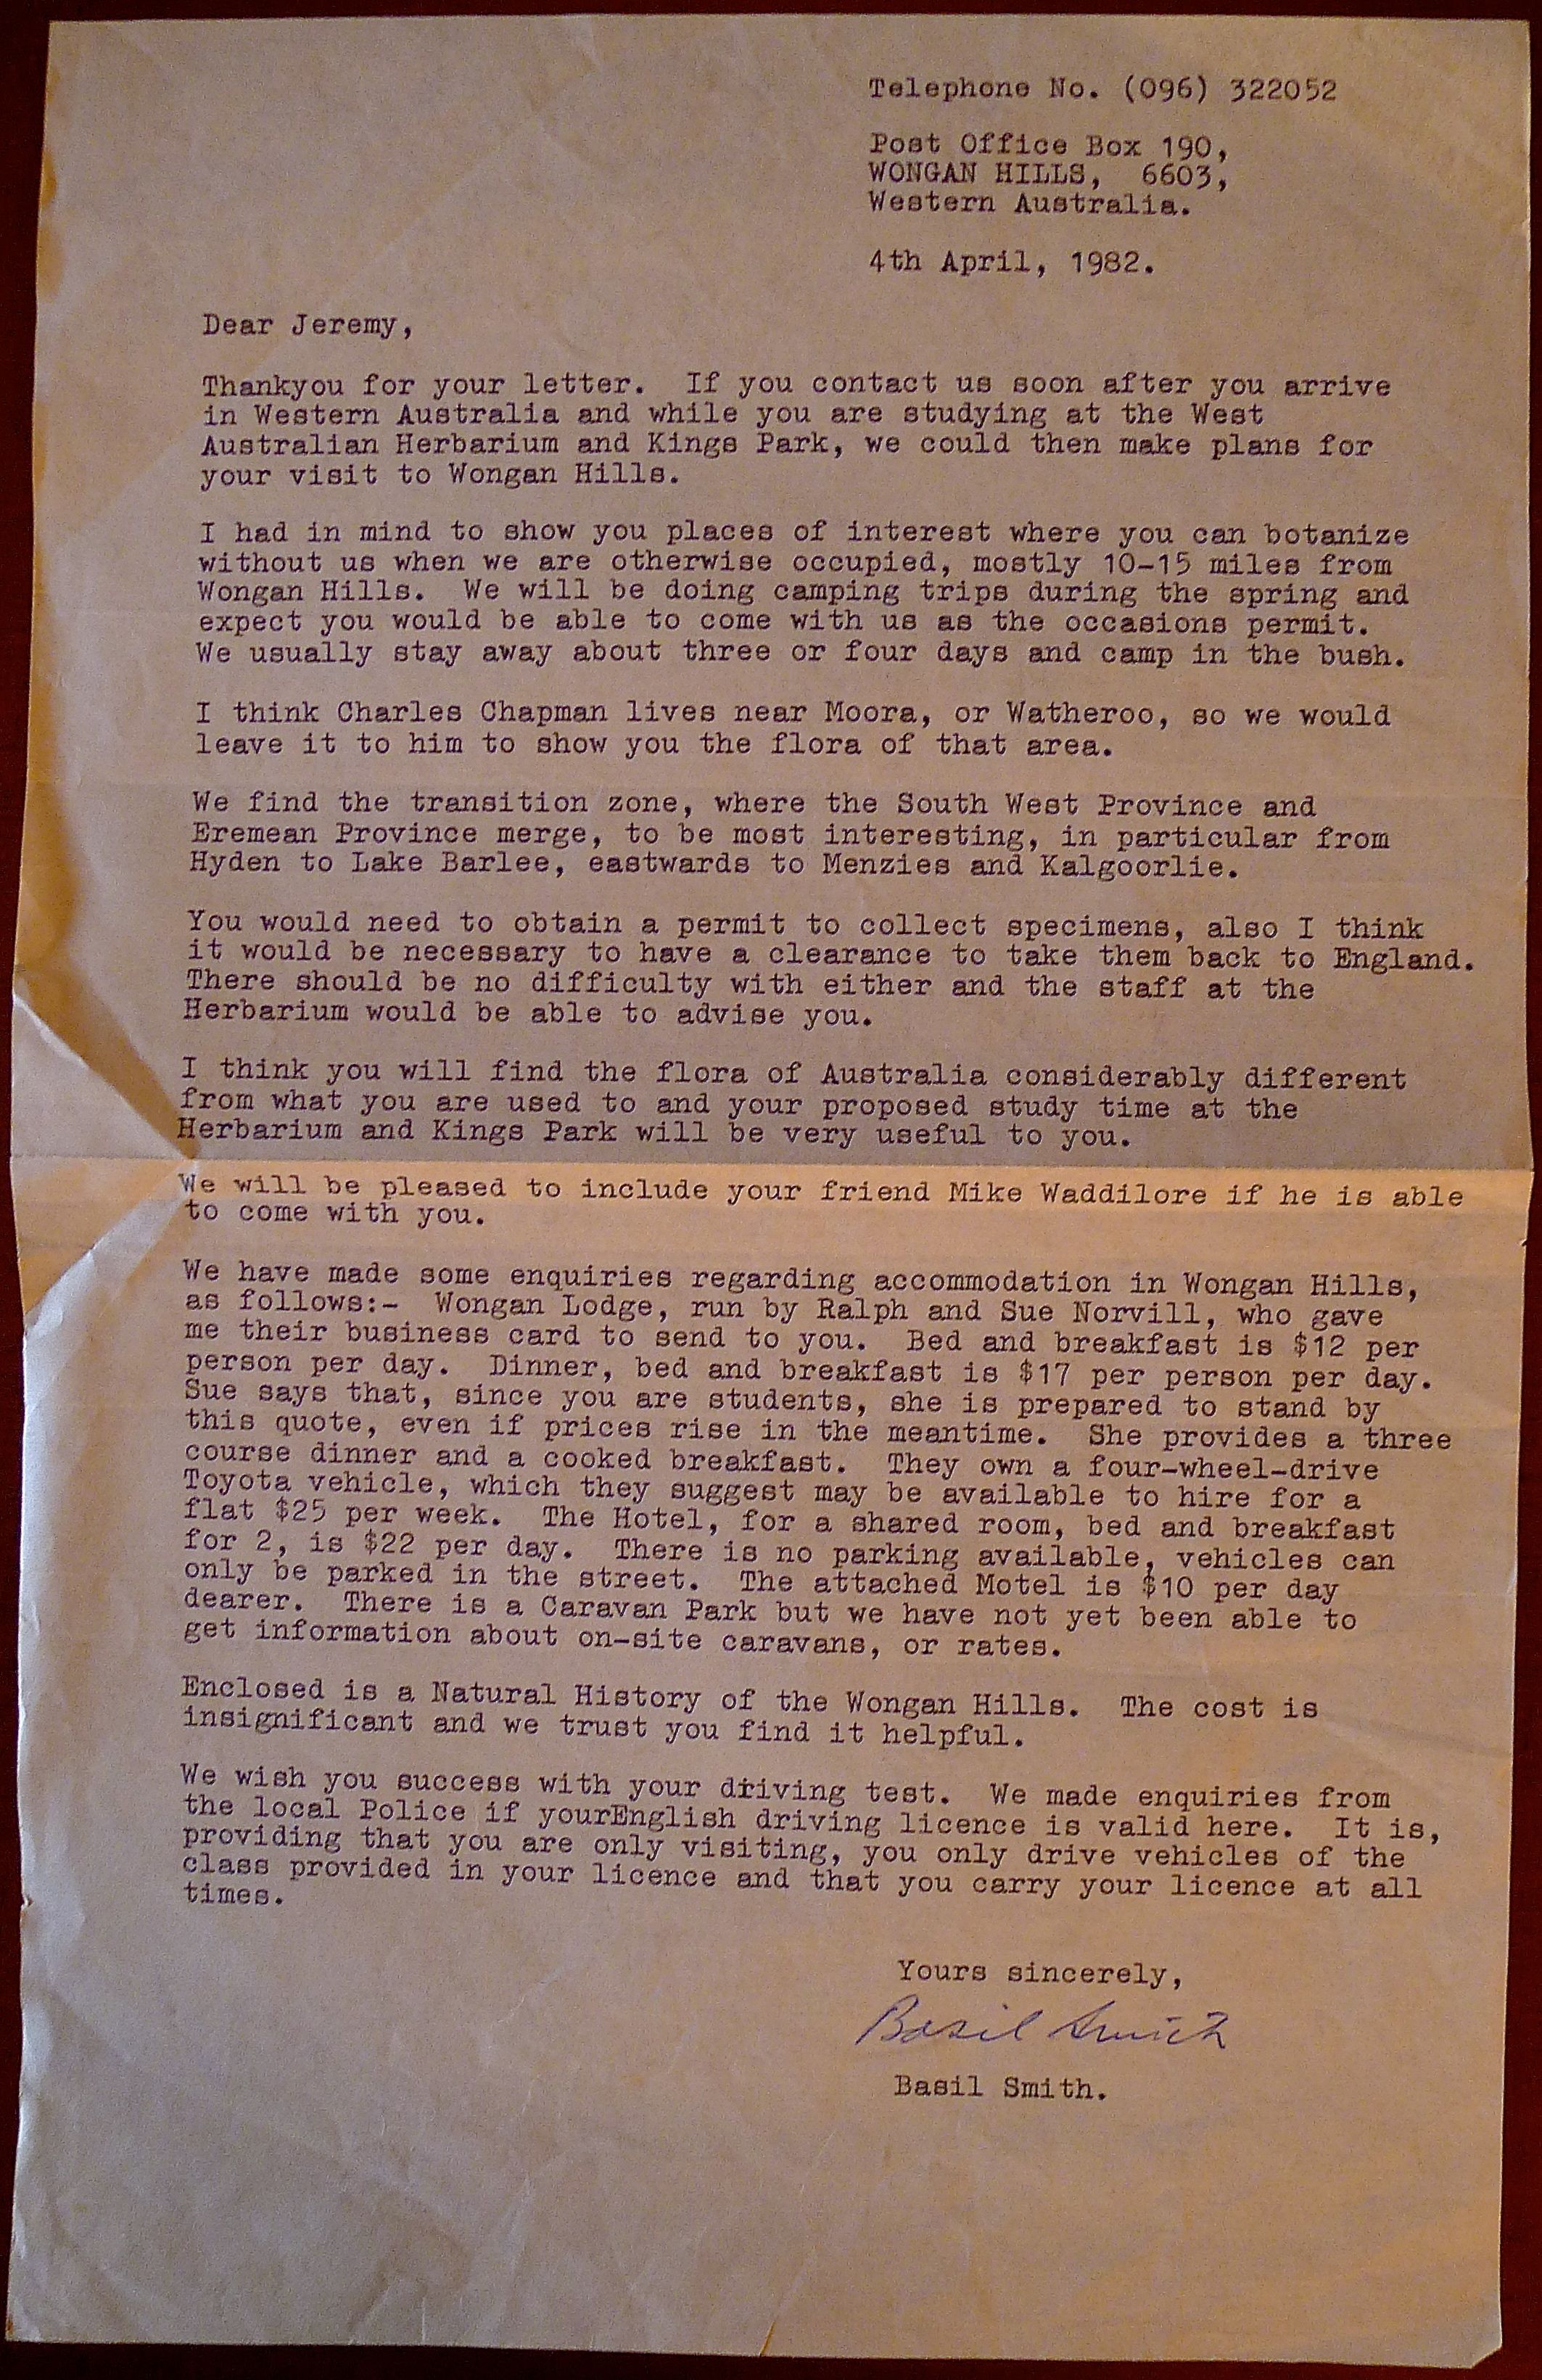 Telephone No. (096) 322052
Post Office Box 190,
WONGAN HILLS,  6603,
Western Australia.
4th April, 1982.
Dear Jeremy,
Thankyou for your letter.  If you contact us soon after you arrive
in Western Australia and while you are studying at the West
Australian Herbarium and Kings Park, we could then make plans for
your visit to Wongan Hills.
I had in mind to show you places of interest where you can botanize
without us when we are otherwise occupied, mostly 10-15 miles from
Wongan Hills.  We will be doing camping trips during the spring and
expect you would be able to come with us as the occasions permit.
We usually stay away about three or four days and camp in the bush.
I think Charles Chapman lives near Moora, or Watheroo, so we would
leave it to him to show you the flora of that area.
We find the transition zone, where the South West Province and
Eremean Province merge, to be most interesting, in particular from
Hyden to Lake Barlee, eastwards to Menzies and Kalgoorlie.
You would need to obtain a permit to collect specimens, also I think
it would be necessary to have a clearance to take them back to England.
There should be no difficulty with either and the staff at the
Herbarium would be able to advise you.
I think you will find the flora of Australia considerably different
from what you are used to and your proposed study time at the
Herbarium and Kings Park will be very useful to you.
We will be pleased to include your friend Mike Waddilore if he is able
to come with you.
We have made some enquiries regarding accommodation in Wongan Hills,
as follows:-  Wongan Lodge, run by Ralph and Sue Norvill, who gave
me their business card to send to you.  Bed and breakfast is $12 per
person per day.  Dinner, bed and breakfast is $17 per person per day.
Sue says that, since you are students, she is prepared to stand by
this quote, even if prices rise in the meantime.  She provides a three
course dinner and a cooked breakfast.  They own a four-wheel-drive
Toyota vehicle, which they suggest may be available to hire for a
flat $25 per week.  The Hotel, for a shared room, bed and breakfast
for 2, is $22 per day.  There is no parking available, vehicles can
only be parked in the street.  The attached Motel is $10 per day
dearer.  There is a Caravan Park but we have not yet been able to
get information about on-site caravans, or rates.
Enclosed is a Natural History of the Wongan Hills.  The cost is
insignificant and we trust you find it helpful.
We wish you success with your driving test.  We made enquiries from
the local Police if yourEnglish driving licence is valid here.  It is,
providing that you are only visiting, you only drive vehicles of the
class provided in your licence and that you carry your licence at all
times.
Yours sincerely,
Basil Smith
Basil Smith.